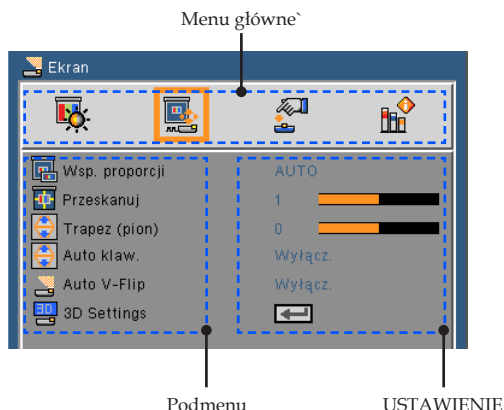 Menu główne`
Ekran
Wsp. proporcji AUTO
Przeskanuj 1
Trapez (pion) 0
Auto klaw. Wyłącz.
Auto V-Flip Wyłącz.
3D 3D Settings
Podmenu USTAWIENIE